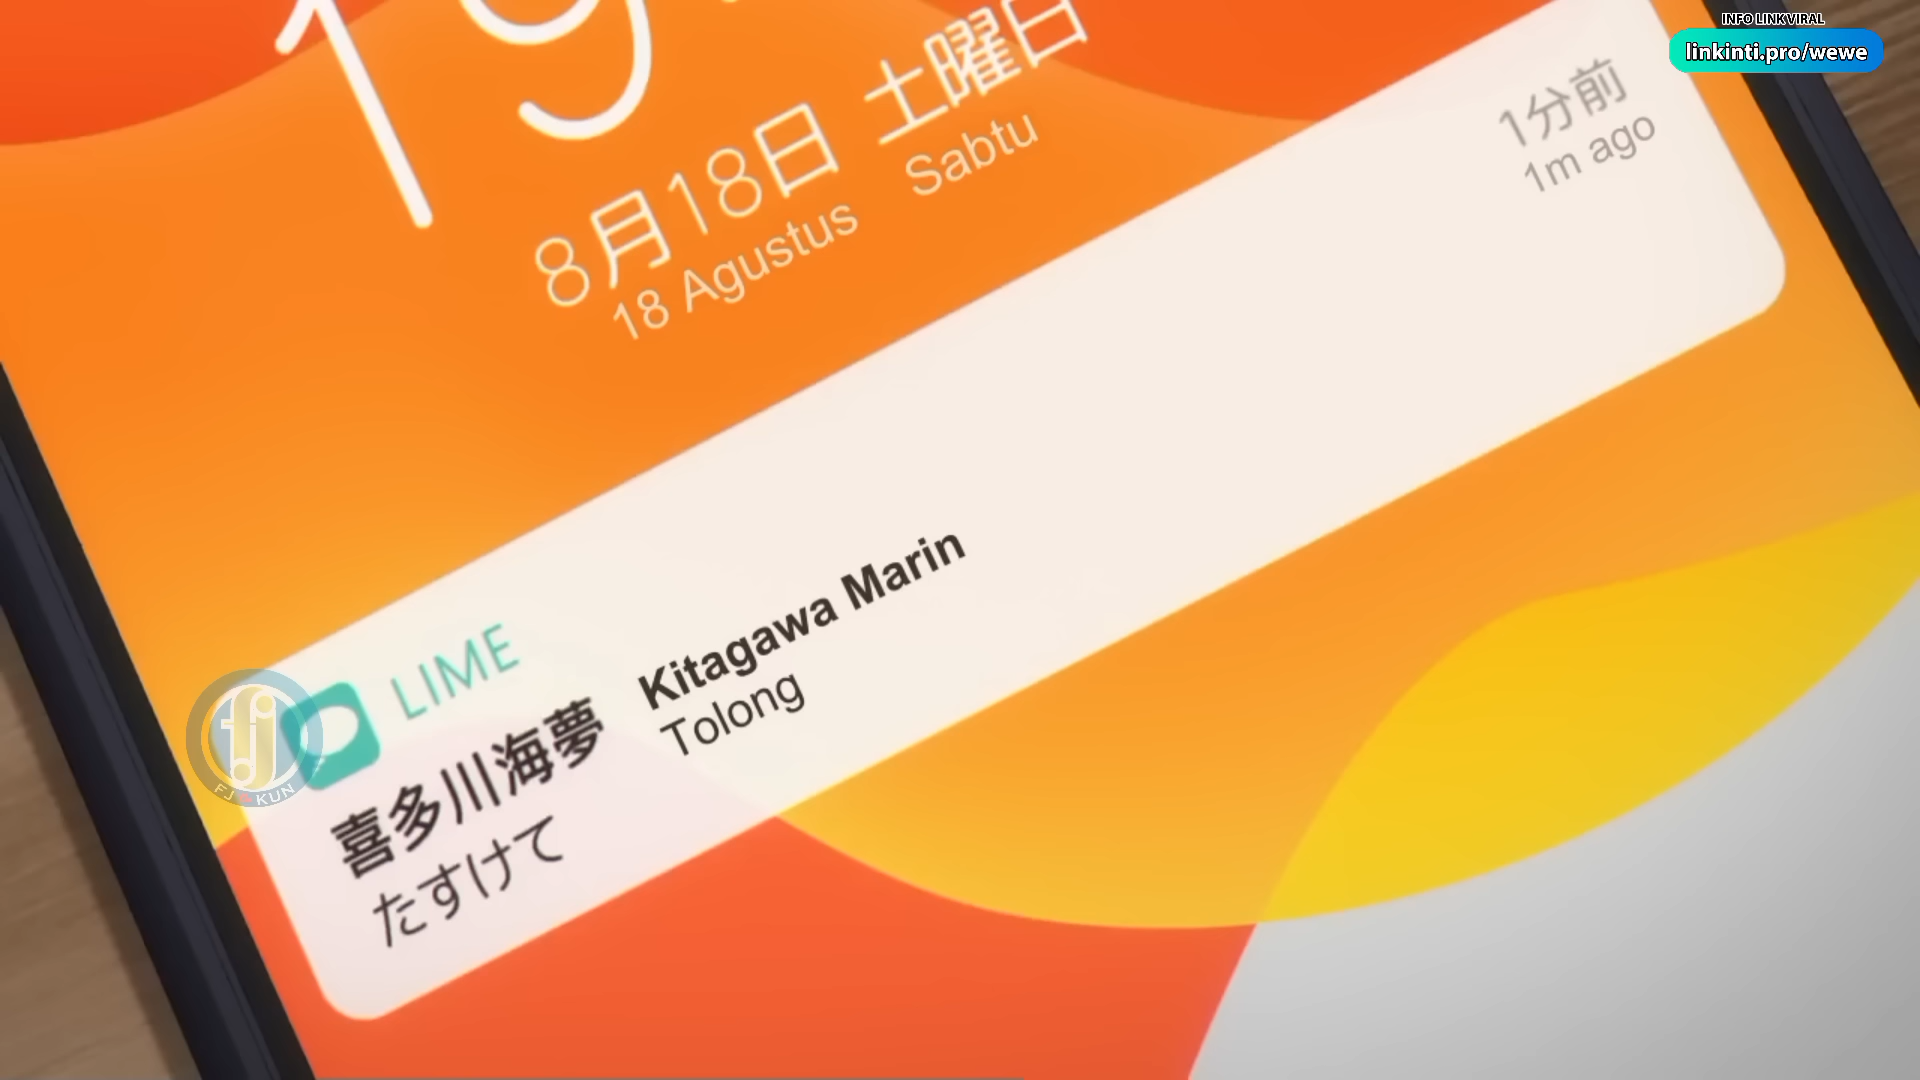 INFO LINK VIRAL
linkinti.pro/wewe
19
8月18日 土曜日
18 Agustus Sabtu
1分前
1m ago
LIME
喜多川海夢
Kitagawa Marin
たすけて
Tolong
FJ KUN